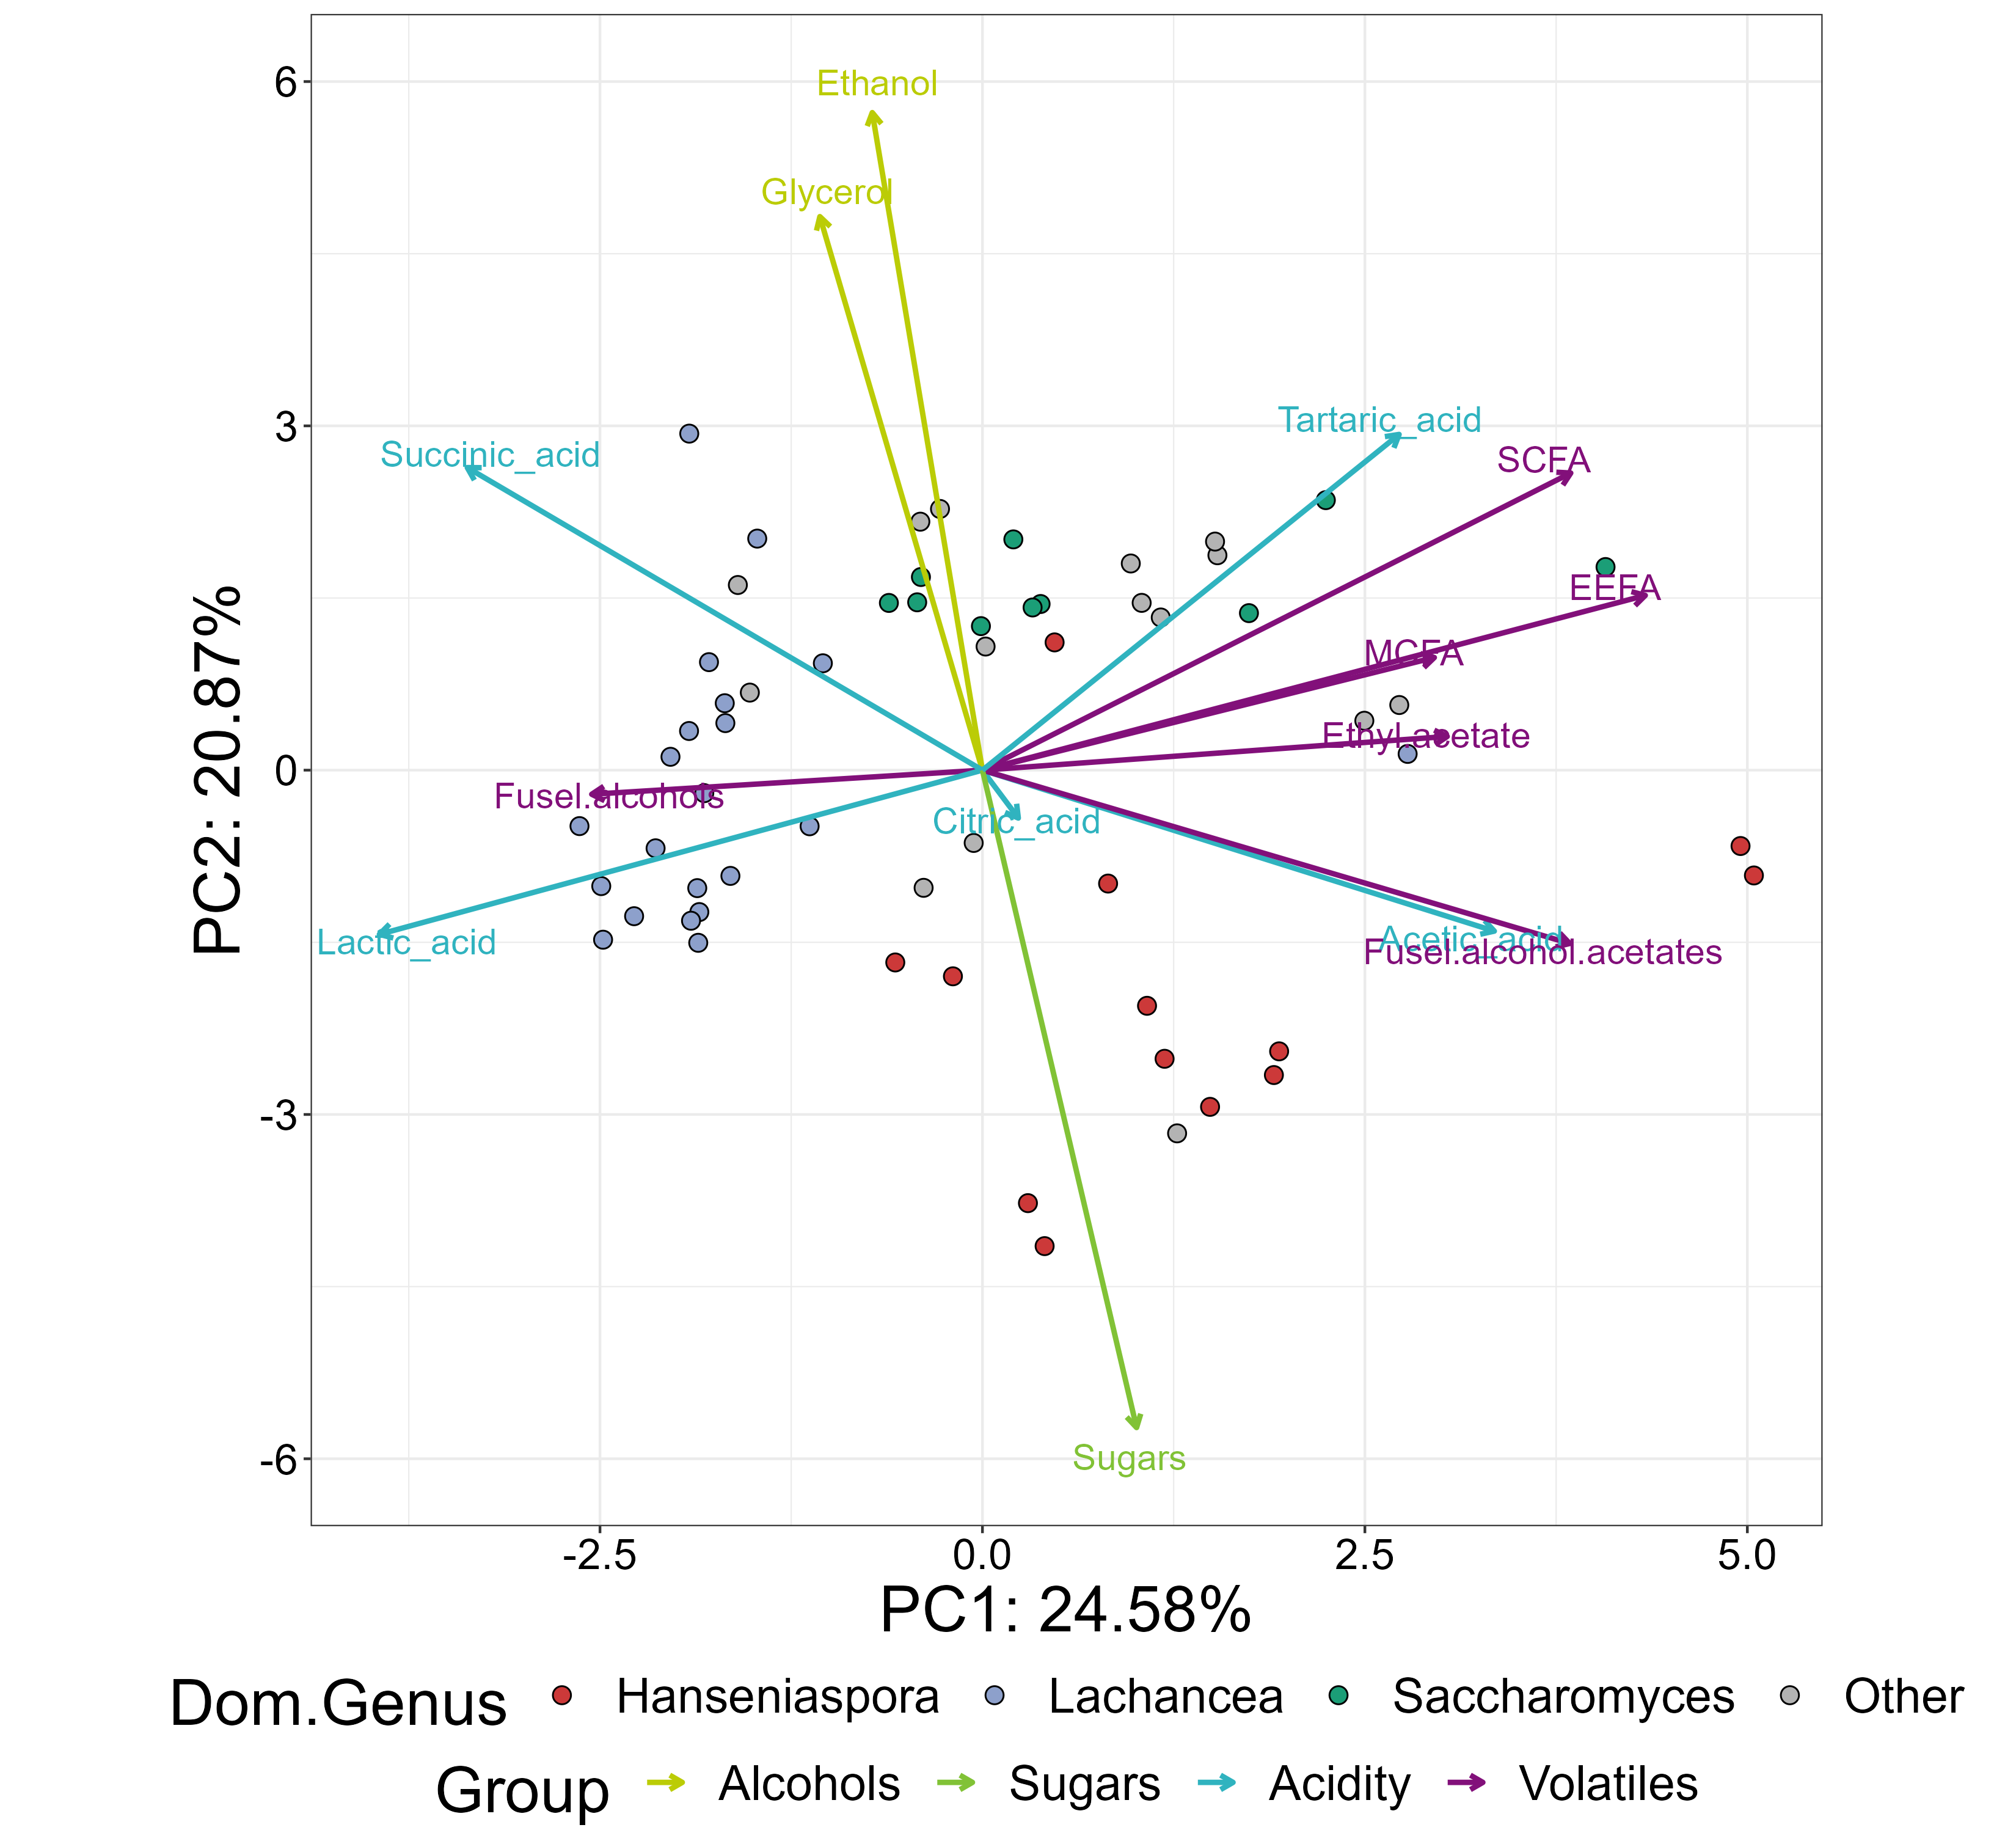 6
Ethanol
Glycerol
3
Tartaric_acid
Succinic_acid
SCFA
EEFA
MCFA
PC2: 20.87%
0
Ethyl.acetate
Fusel.alcohols
Citric_acid
Lactic_acid
Acetic_acid
Fusel.alcohol.acetates
-3
-6
Sugars
-2.5 0.0 2.5 5.0
PC1: 24.58%
Dom.Genus Hanseniaspora Lachancea Saccharomyces Other
Group Alcohols Sugars Acidity Volatiles